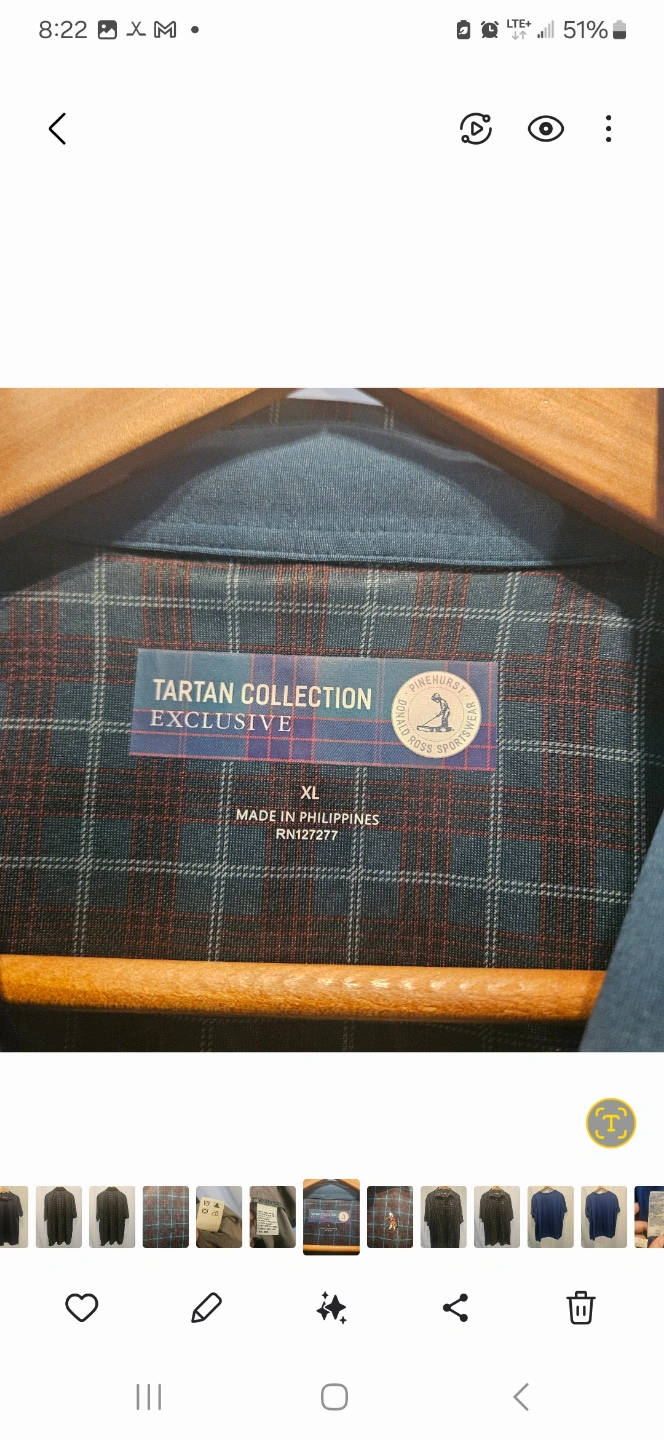 8:22
LTE+
51%
TARTAN COLLECTION
EXCLUSIVE
· PINEHURST ·
DONALD ROSS SPORTSWEAR
XL
MADE IN PHILIPPINES
RN127277
T